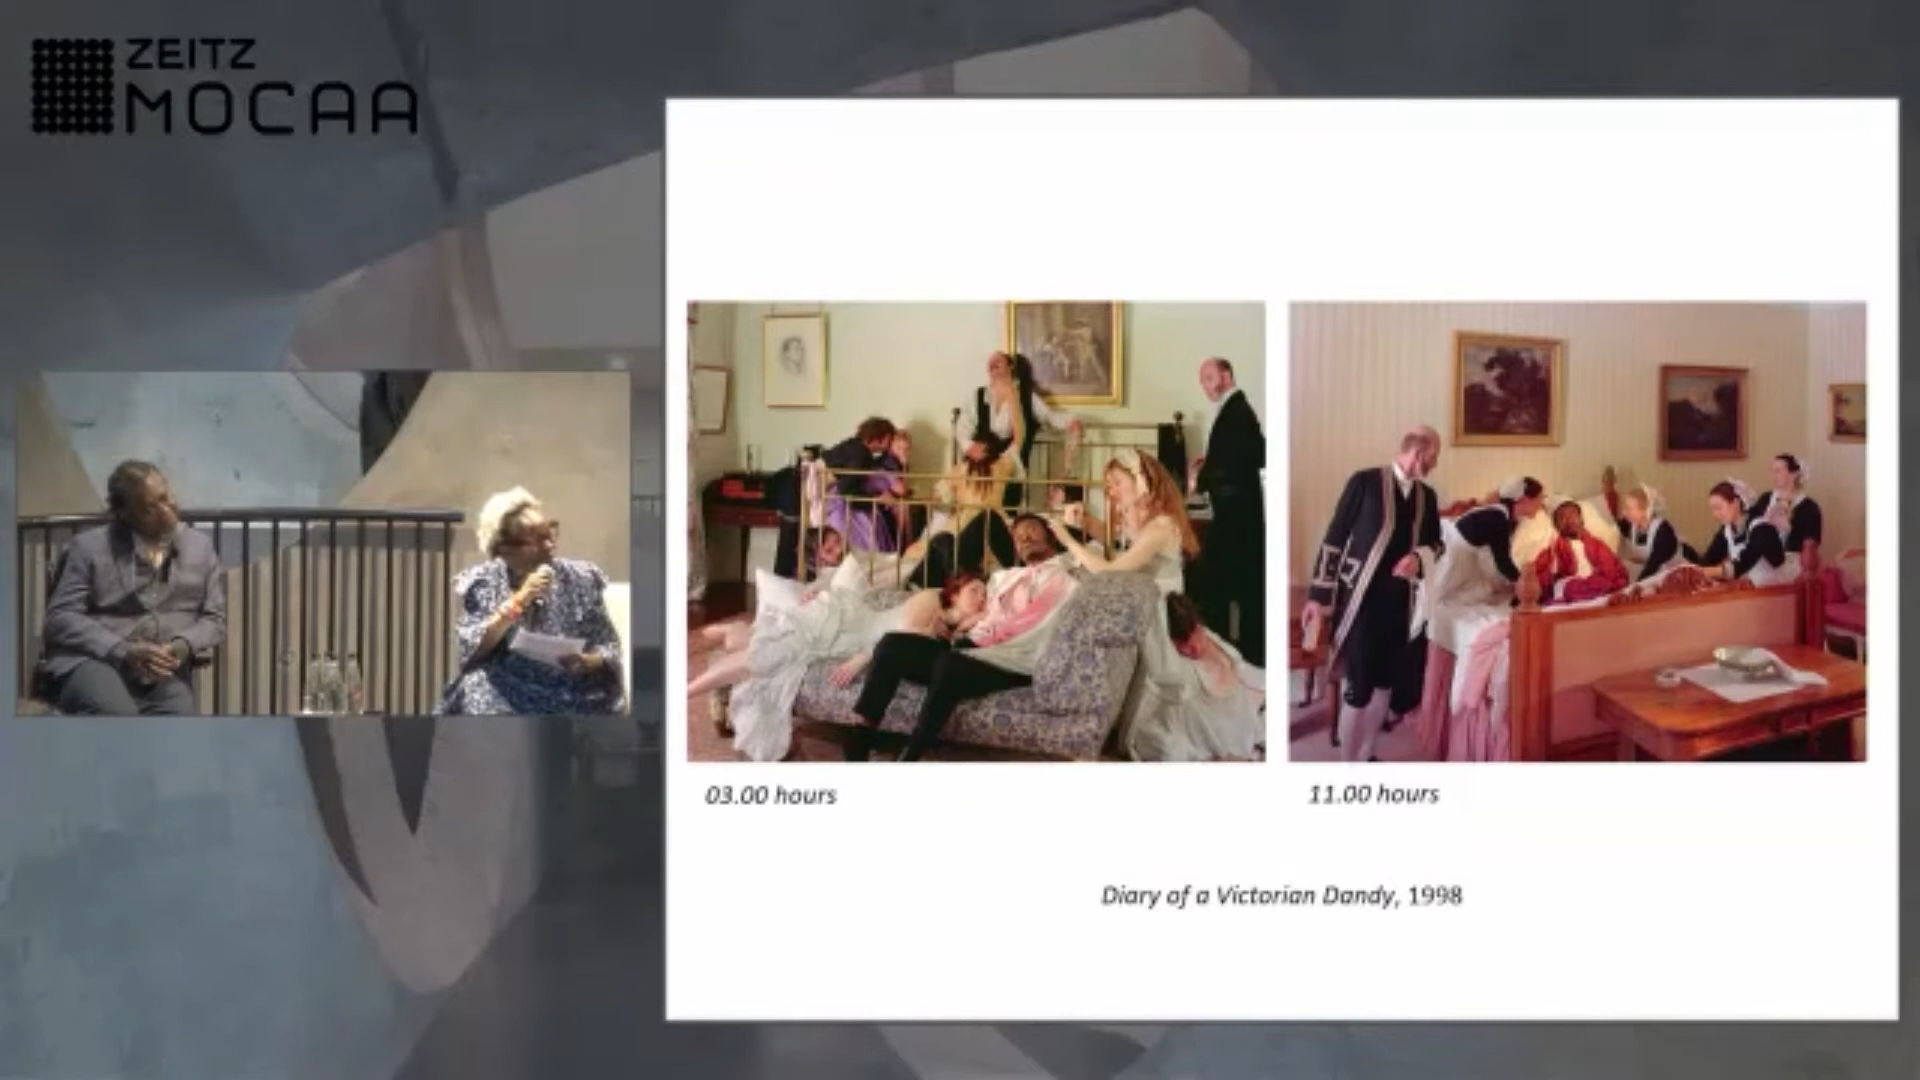 ZEITZ
MOCAA
03.00 hours
11.00 hours
Diary of a Victorian Dandy, 1998